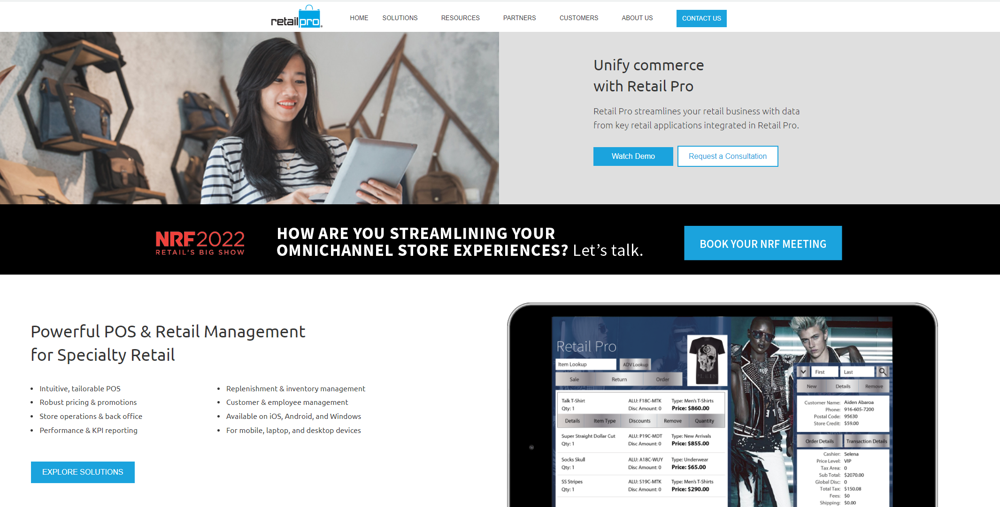 retailpro
HOME SOLUTIONS RESOURCES PARTNERS CUSTOMERS ABOUT US CONTACT US
Unify commerce
with Retail Pro
Retail Pro streamlines your retail business with data
from key retail applications integrated in Retail Pro.
Watch Demo Request a Consultation
NRF2022
RETAIL'S BIG SHOW
HOW ARE YOU STREAMLINING YOUR
OMNICHANNEL STORE EXPERIENCES? Let's talk.
BOOK YOUR NRF MEETING
Powerful POS & Retail Management
for Specialty Retail
• Intuitive, tailorable POS
• Robust pricing & promotions
• Store operations & back office
• Performance & KPI reporting
• Replenishment & inventory management
• Customer & employee management
• Available on iOS, Android, and Windows
• For mobile, laptop, and desktop devices
EXPLORE SOLUTIONS
Retail Pro
Item Lookup ADV Lookup
Sale Return Order
PLEIN
Talk T-Shirt ALU: F18C-MTK Type: Men's T-Shirts
Qty: 1 Disc Amount: 0 Price: $860.00
Details Item Type Discounts Remove Quantity
Super Straight Dollar Cut ALU: P19C-MDT Type: New Arrivals
Qty: 1 Disc Amount: 0 Price: $855.00
Socks Skull ALU: A18C-WUY Type: Underwear
Qty: 1 Disc Amount: 0 Price: $65.00
SS Stripes ALU: S19C-MTK Type: Men's T-Shirts
Qty: 1 Disc Amount: 0 Price: $290.00
First Last
New Details Remove
Customer Name: Aiden Abaroa
Phone: 916-605-7200
Postal Code: 95630
Store Credit: $59.00
Order Details Transaction Details
Cashier: Selena
Price Level: VIP
Tax Area: 0
Sub Total: $2070.00
Global Disc: 0
Total Tax: $150.08
Fees: $0
Shipping: $0.00